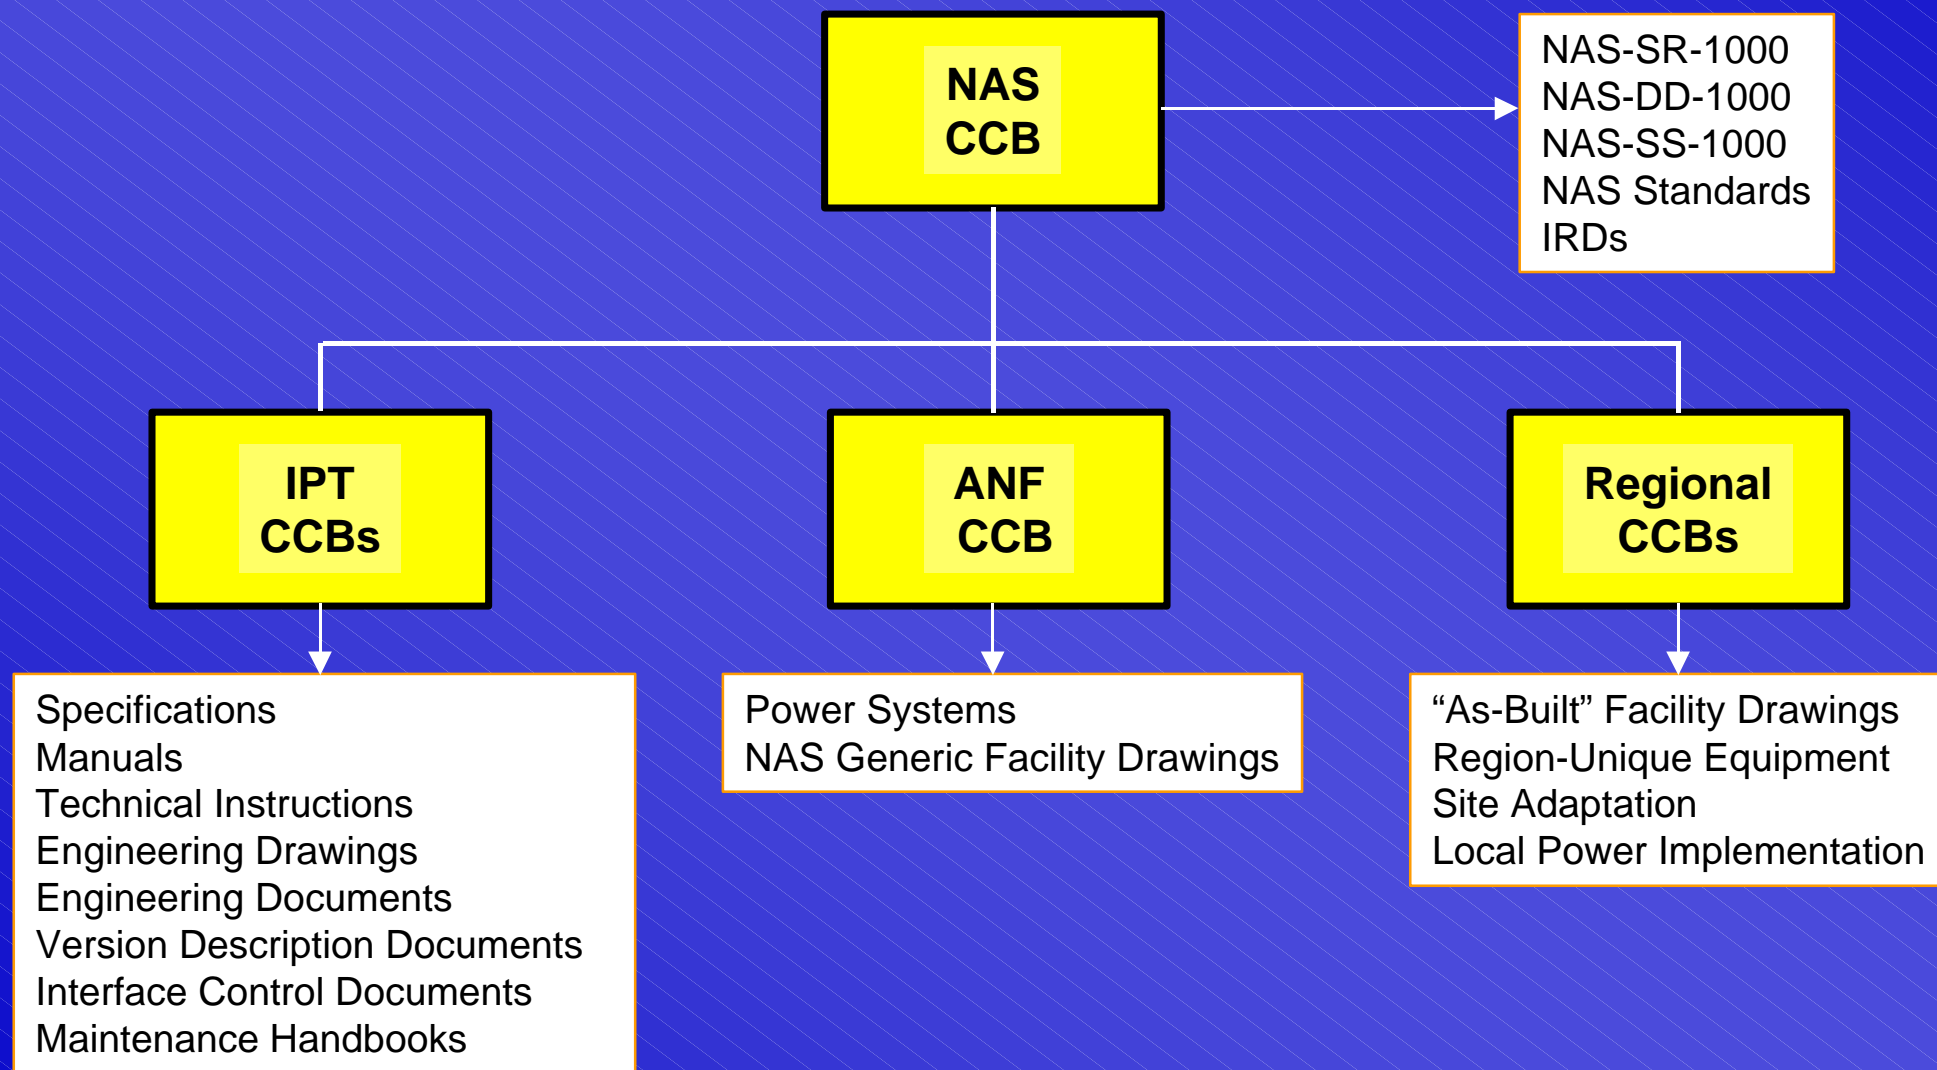 NAS
CCB
NAS-SR-1000
NAS-DD-1000
NAS-SS-1000
NAS Standards
IRDs
IPT
CCBs
ANF
CCB
Regional
CCBs
Specifications
Manuals
Technical Instructions
Engineering Drawings
Engineering Documents
Version Description Documents
Interface Control Documents
Maintenance Handbooks
Power Systems
NAS Generic Facility Drawings
“As-Built” Facility Drawings
Region-Unique Equipment
Site Adaptation
Local Power Implementation